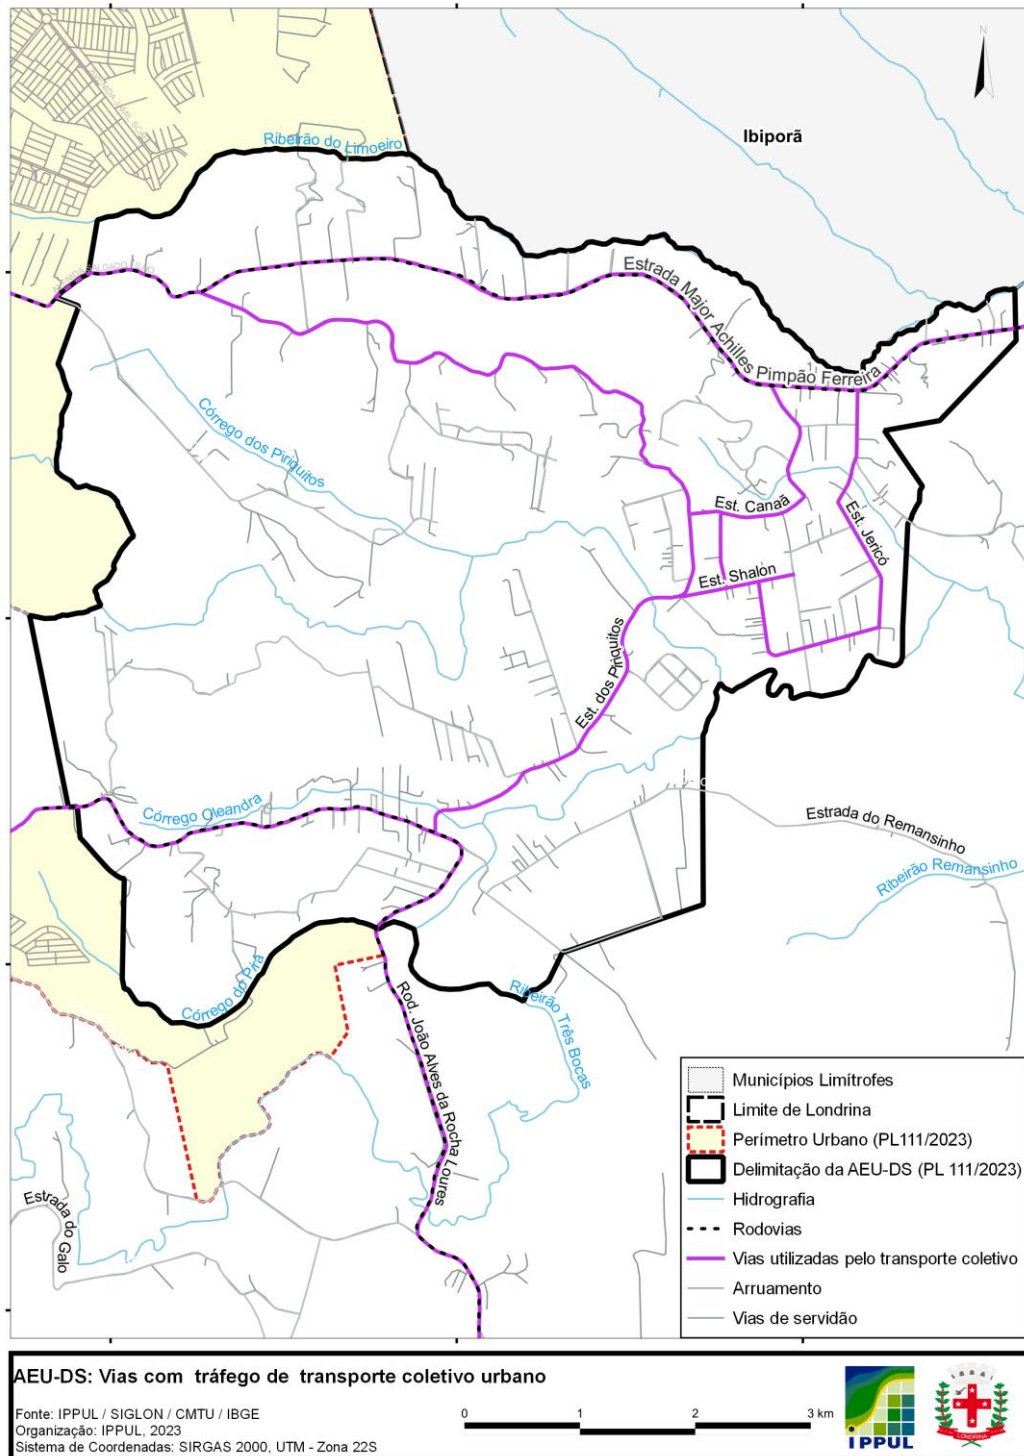 N
Ibiporã
Ribeirão do Limoeiro
Estrada Major Achilles Pimpão Ferreira
Córrego dos Piriquitos
Est. Canaã
Est. Jericó
Est. Shalon
Est. dos Piriquitos
Córrego Oleandra
Estrada do Remansinho
Ribeirão Remansinho
Córrego do Pirá
Ribeirão Três Bocas
Rod. João Alves da Rocha Loures
Estrada do Galo
Municípios Limítrofes
Limite de Londrina
Perímetro Urbano (PL111/2023)
Delimitação da AEU-DS (PL 111/2023)
Hidrografia
Rodovias
Vias utilizadas pelo transporte coletivo
Arruamento
Vias de servidão
AEU-DS: Vias com tráfego de transporte coletivo urbano
Fonte: IPPUL / SIGLON / CMTU / IBGE
Organização: IPPUL, 2023
Sistema de Coordenadas: SIRGAS 2000, UTM - Zona 22S
0 1 2 3 km
IPPUL
LONDRINA